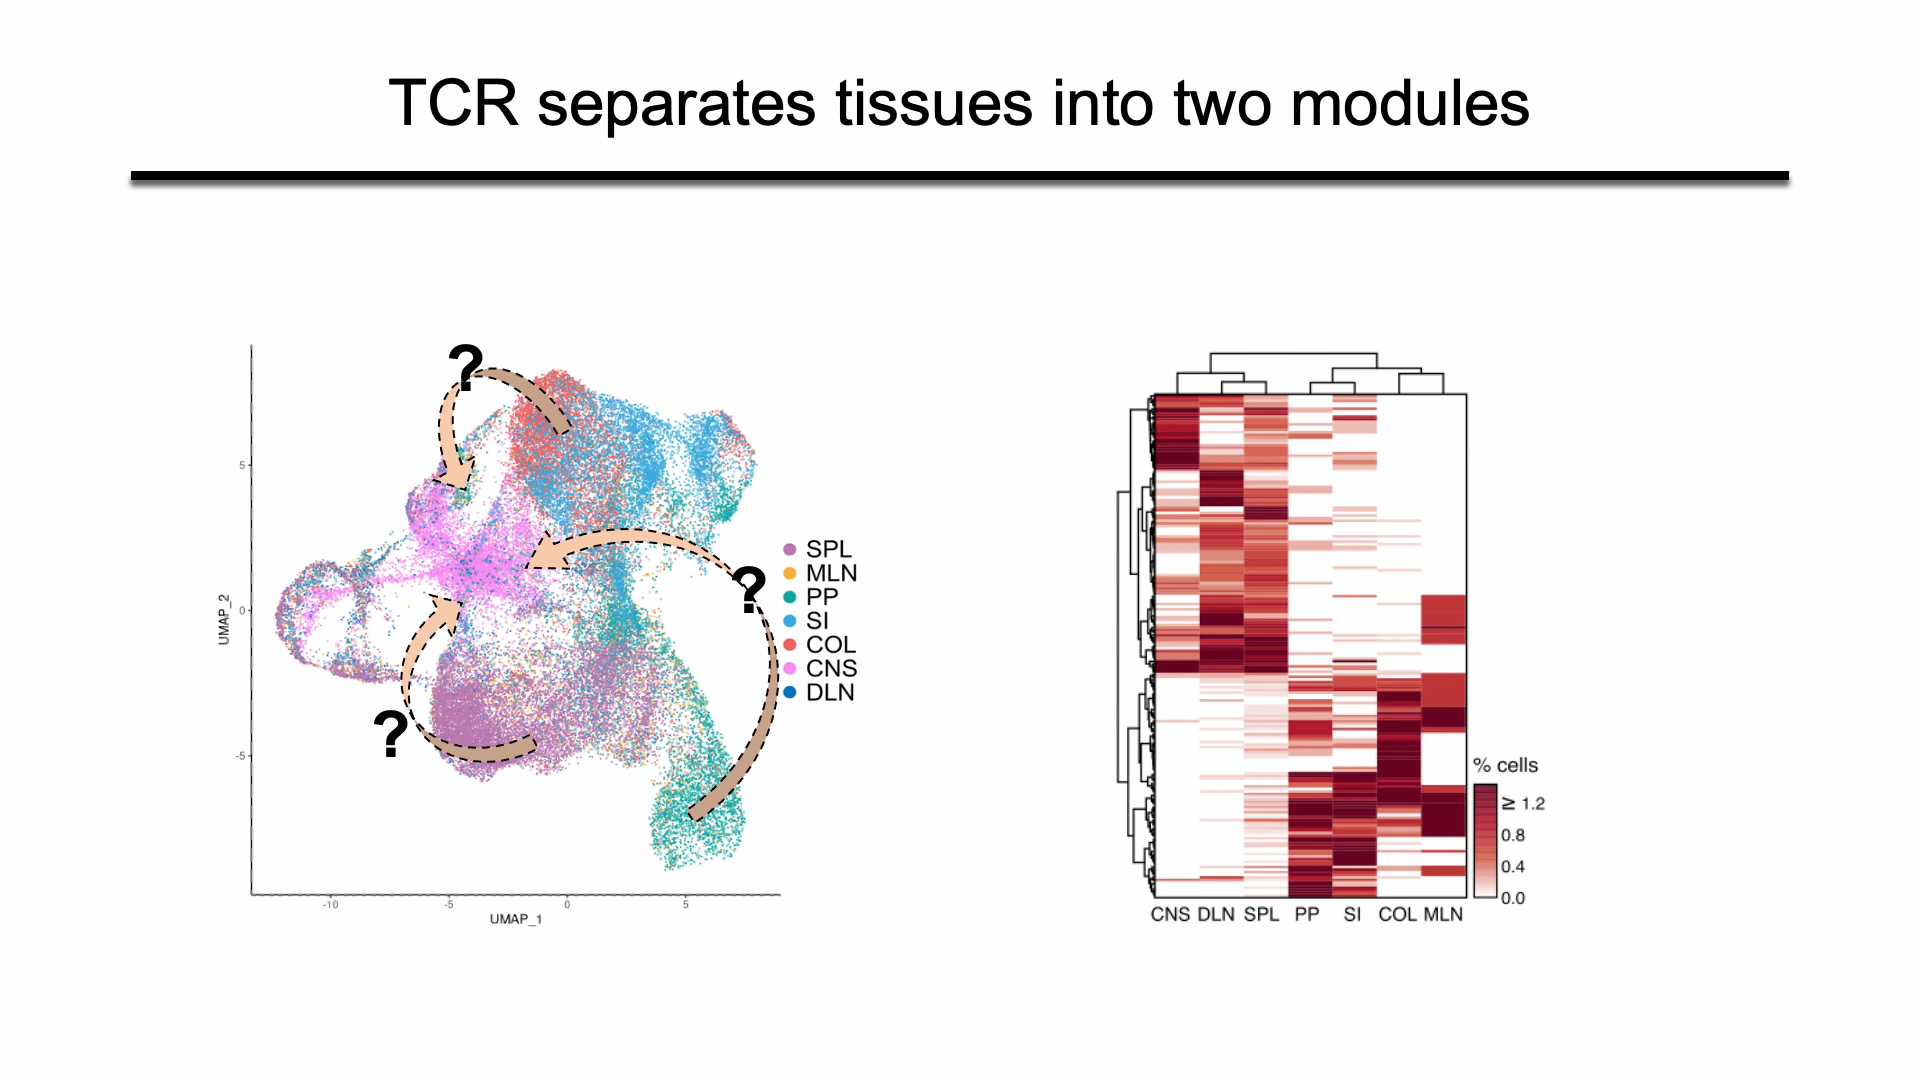 TCR separates tissues into two modules
?
?
?
UMAP_2
5
0
-5
-10
-5
0
5
UMAP_1
SPL
MLN
PP
SI
COL
CNS
DLN
% cells
≥ 1.2
0.8
0.4
0.0
CNS DLN SPL PP SI COL MLN